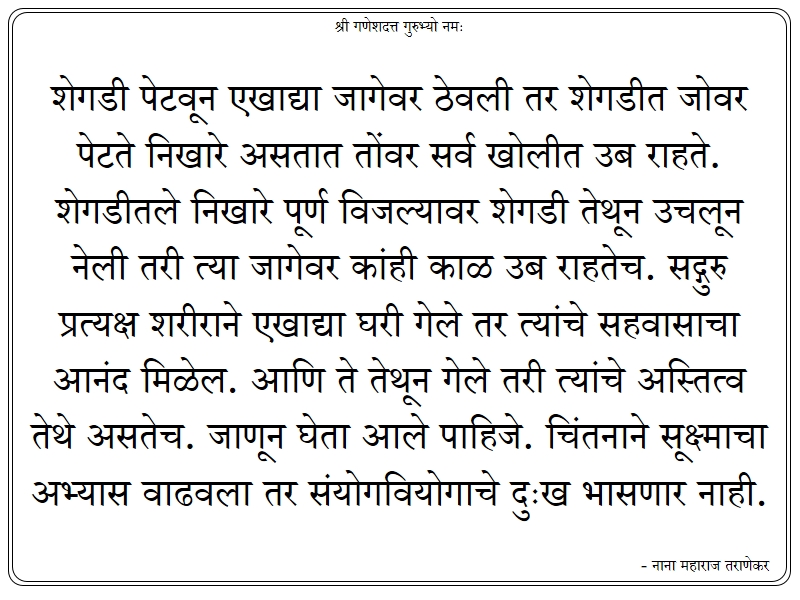 श्री गणेशदत्त गुरुभ्यो नमः
शेगडी पेटवून एखाद्या जागेवर ठेवली तर शेगडीत जोवर
पेटते निखारे असतात तोंवर सर्व खोलीत उब राहते.
शेगडीतले निखारे पूर्ण विजल्यावर शेगडी तेथून उचलून
नेली तरी त्या जागेवर कांही काळ उब राहतेच. सद्गुरु
प्रत्यक्ष शरीराने एखाद्या घरी गेले तर त्यांचे सहवासाचा
आनंद मिळेल. आणि ते तेथून गेले तरी त्यांचे अस्तित्व
तेथे असतेच. जाणून घेता आले पाहिजे. चिंतनाने सूक्ष्माचा
अभ्यास वाढवला तर संयोगवियोगाचे दुःख भासणार नाही.
- नाना महाराज तराणेकर